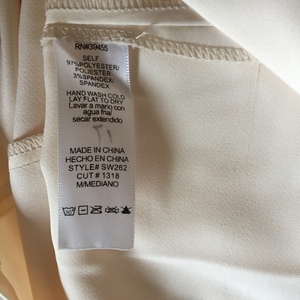 RN#39455
SELF
97%POLYESTER/
POLIESTER
3%SPANDEX
SPANDEX
HAND WASH COLD
LAY FLAT TO DRY
Lavar a mano con
agua fria/
secar extendido
MADE IN CHINA
HECHO EN CHINA
STYLE# SW262
CUT # 1318
M/MEDIANO